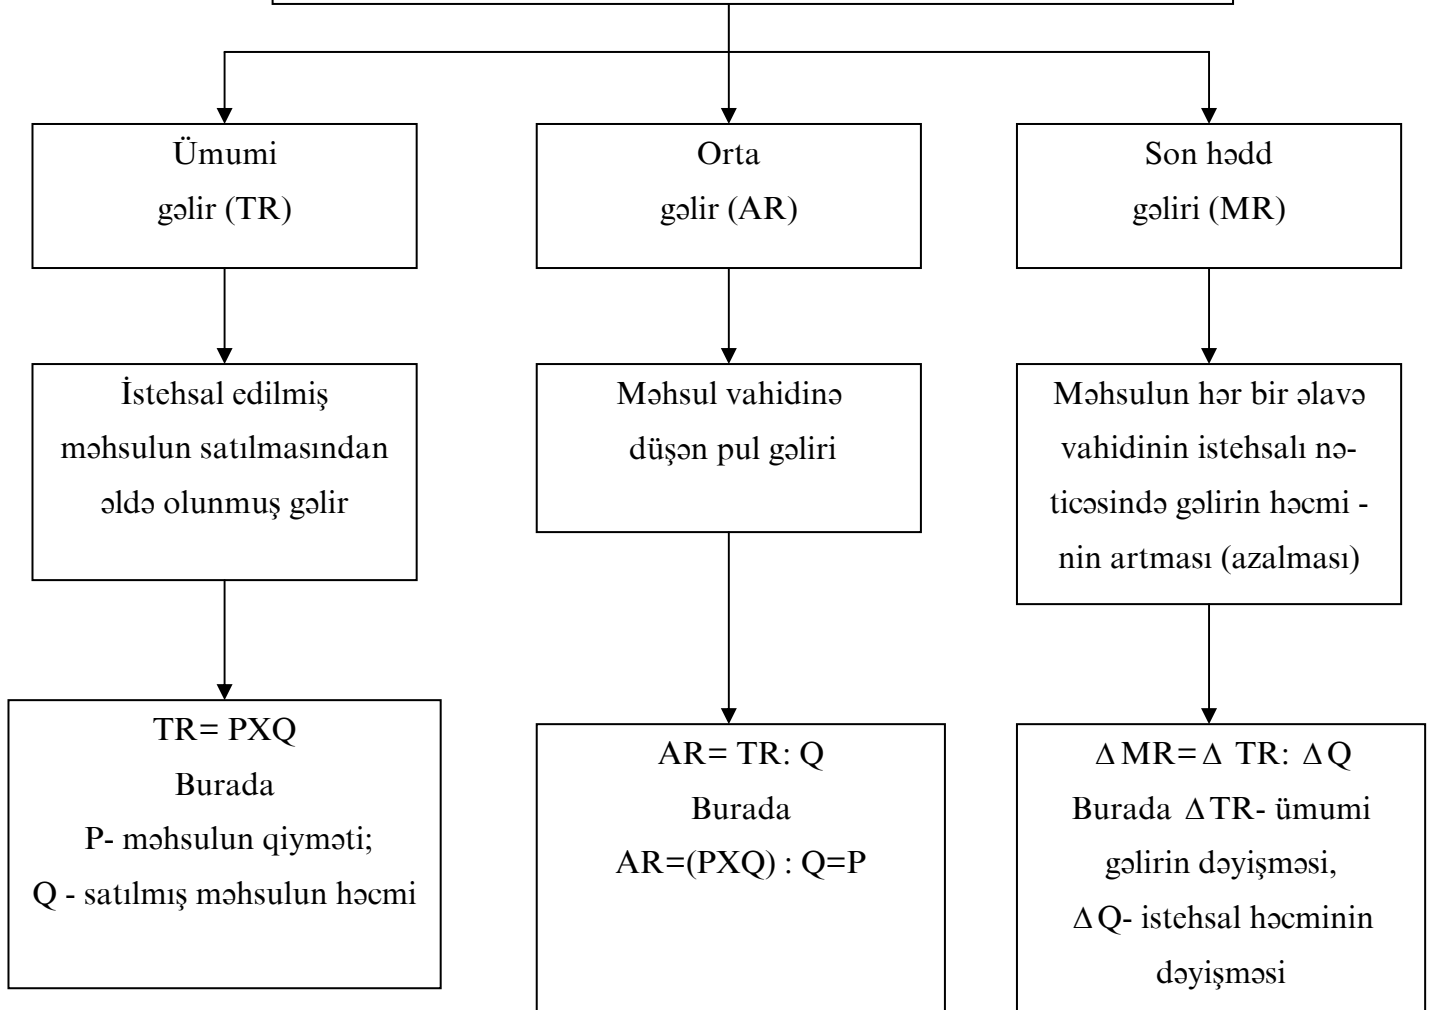 Ümumi
gəlir (TR)
Orta
gəlir (AR)
Son hədd
gəliri (MR)
İstehsal edilmiş
məhsulun satılmasından
əldə olunmuş gəlir
Məhsul vahidinə
düşən pul gəliri
Məhsulun hər bir əlavə
vahidinin istehsalı nə-
ticəsində gəlirin həcmi -
nin artması (azalması)
TR= PXQ
Burada
P- məhsulun qiyməti;
Q - satılmış məhsulun həcmi
AR= TR: Q
Burada
AR=(PXQ) : Q=P
Δ MR= Δ TR: Δ Q
Burada Δ TR- ümumi
gəlirin dəyişməsi,
Δ Q- istehsal həcminin
dəyişməsi